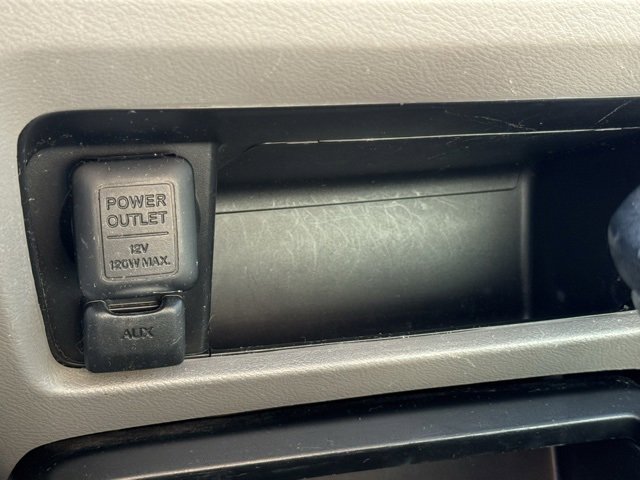 POWER
OUTLET
12V
120W MAX.
AUX